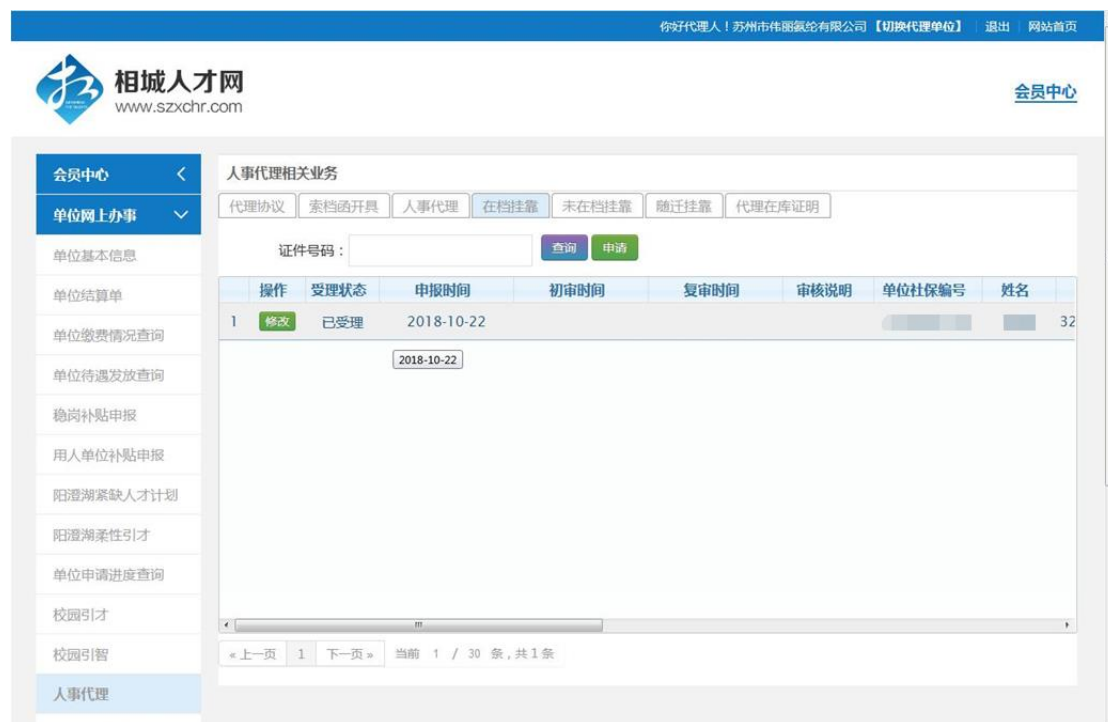 你好代理人！苏州市伟丽氨纶有限公司【切换代理单位】 退出 网站首页
相城人才网
www.szxchr.com
会员中心
会员中心
单位网上办事
单位基本信息
单位结算单
单位缴费情况查询
单位待遇发放查询
稳岗补贴申报
用人单位补贴申报
阳澄湖紧缺人才计划
阳澄湖柔性引才
单位申请进度查询
校园引才
校园引智
人事代理
人事代理相关业务
代理协议 索档函开具 人事代理 在档挂靠 未在档挂靠 随迁挂靠 代理在库证明
证件号码： 查询 申请
操作 受理状态 申报时间 初审时间 复审时间 审核说明 单位社保编号 姓名
1 修改 已受理 2018-10-22 32
2018-10-22
«上一页 1 下一页» 当前 1 / 30 条,共1条